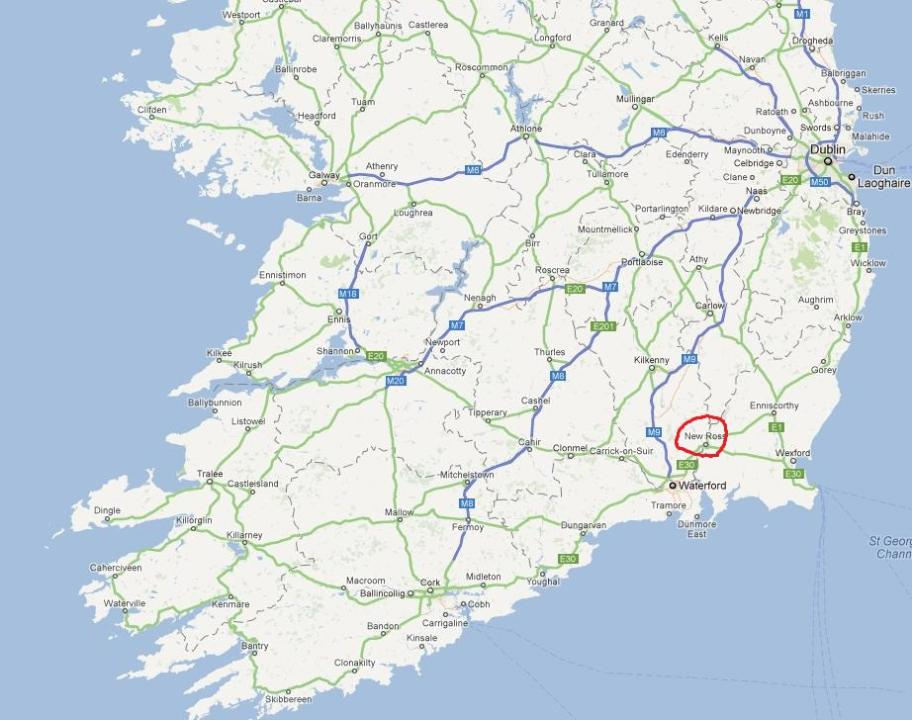 Castlebar
M1
Westport
Ballyhaunis
Castlerea
Granard
Claremorris
Longford
Kells
Drogheda
Navan
Ballinrobe
Roscommon
Balbriggan
Skerries
Clifden
Tuam
Mullingar
Ratoath
Ashbourne
Rush
Headford
Athlone
M6
Dunboyne
Swords
Malahide
Clara
Edenderry
Maynooth
Dublin
Athenry
M6
Celbridge
Galway
Oranmore
Tullamore
Clane
E20
M50
Dun
Laoghaire
Barna
Naas
Loughrea
Portarlington
Kildare
Newbridge
Bray
Mountmellick
Greystones
Gort
Birr
E1
Portlaoise
Athy
Wicklow
Ennistimon
Roscrea
M18
E20
M7
Nenagh
Carlow
Aughrim
Ennis
M7
E201
Arklow
Newport
Kilkee
Shannon
E20
Thurles
Kilkenny
M9
Kilrush
Annacotty
M8
Gorey
M20
Ballybunnion
Cashel
Enniscorthy
Listowel
Tipperary
E1
M9
New Ross
Cahir
Clonmel
Carrick-on-Suir
Wexford
E30
E30
Tralee
Castleisland
Mitchelstown
Waterford
M8
Tramore
Dingle
Killorglin
Mallow
Fermoy
Dungarvan
Dunmore
East
Killarney
St Georg
Chann
E30
Cahersiveen
Macroom
Cork
Midleton
Youghal
Ballincollig
Waterville
Kenmare
Cobh
Carrigaline
Bandon
Kinsale
Bantry
Clonakilty
Skibbereen